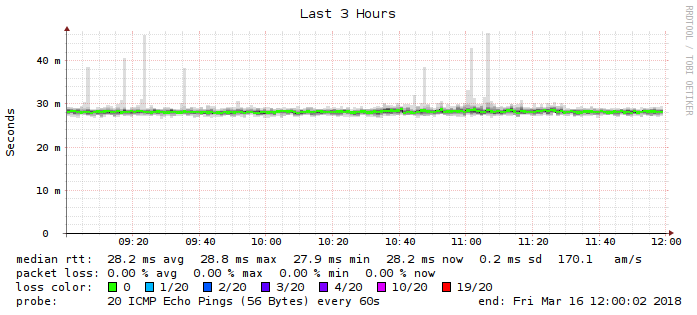 Last 3 Hours
RRDTOOL / TOBI OETIKER
Seconds
40 m
30 m
20 m
10 m
0
09:20 09:40 10:00 10:20 10:40 11:00 11:20 11:40 12:00
median rtt: 28.2 ms avg 28.8 ms max 27.9 ms min 28.2 ms now 0.2 ms sd 170.1 am/s
packet loss: 0.00 % avg 0.00 % max 0.00 % min 0.00 % now
loss color: 0 1/20 2/20 3/20 4/20 10/20 19/20
probe: 20 ICMP Echo Pings (56 Bytes) every 60s end: Fri Mar 16 12:00:02 2018